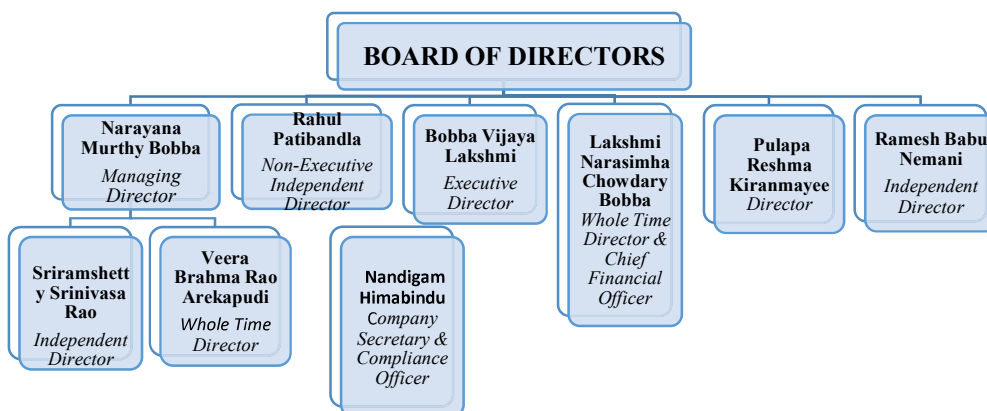 BOARD OF DIRECTORS
Narayana
Murthy Bobba
Managing
Director
Rahul
Patibandla
Non-Executive
Independent
Director
Bobba Vijaya
Lakshmi
Executive
Director
Lakshmi
Narasimha
Chowdary
Bobba
Whole Time
Director &
Chief
Financial
Officer
Pulapa
Reshma
Kiranmayee
Director
Ramesh Babu
Nemani
Independent
Director
Sriramshett
y Srinivasa
Rao
Independent
Director
Veera
Brahma Rao
Arekapudi
Whole Time
Director
Nandigam
Himabindu
Company
Secretary &
Compliance
Officer